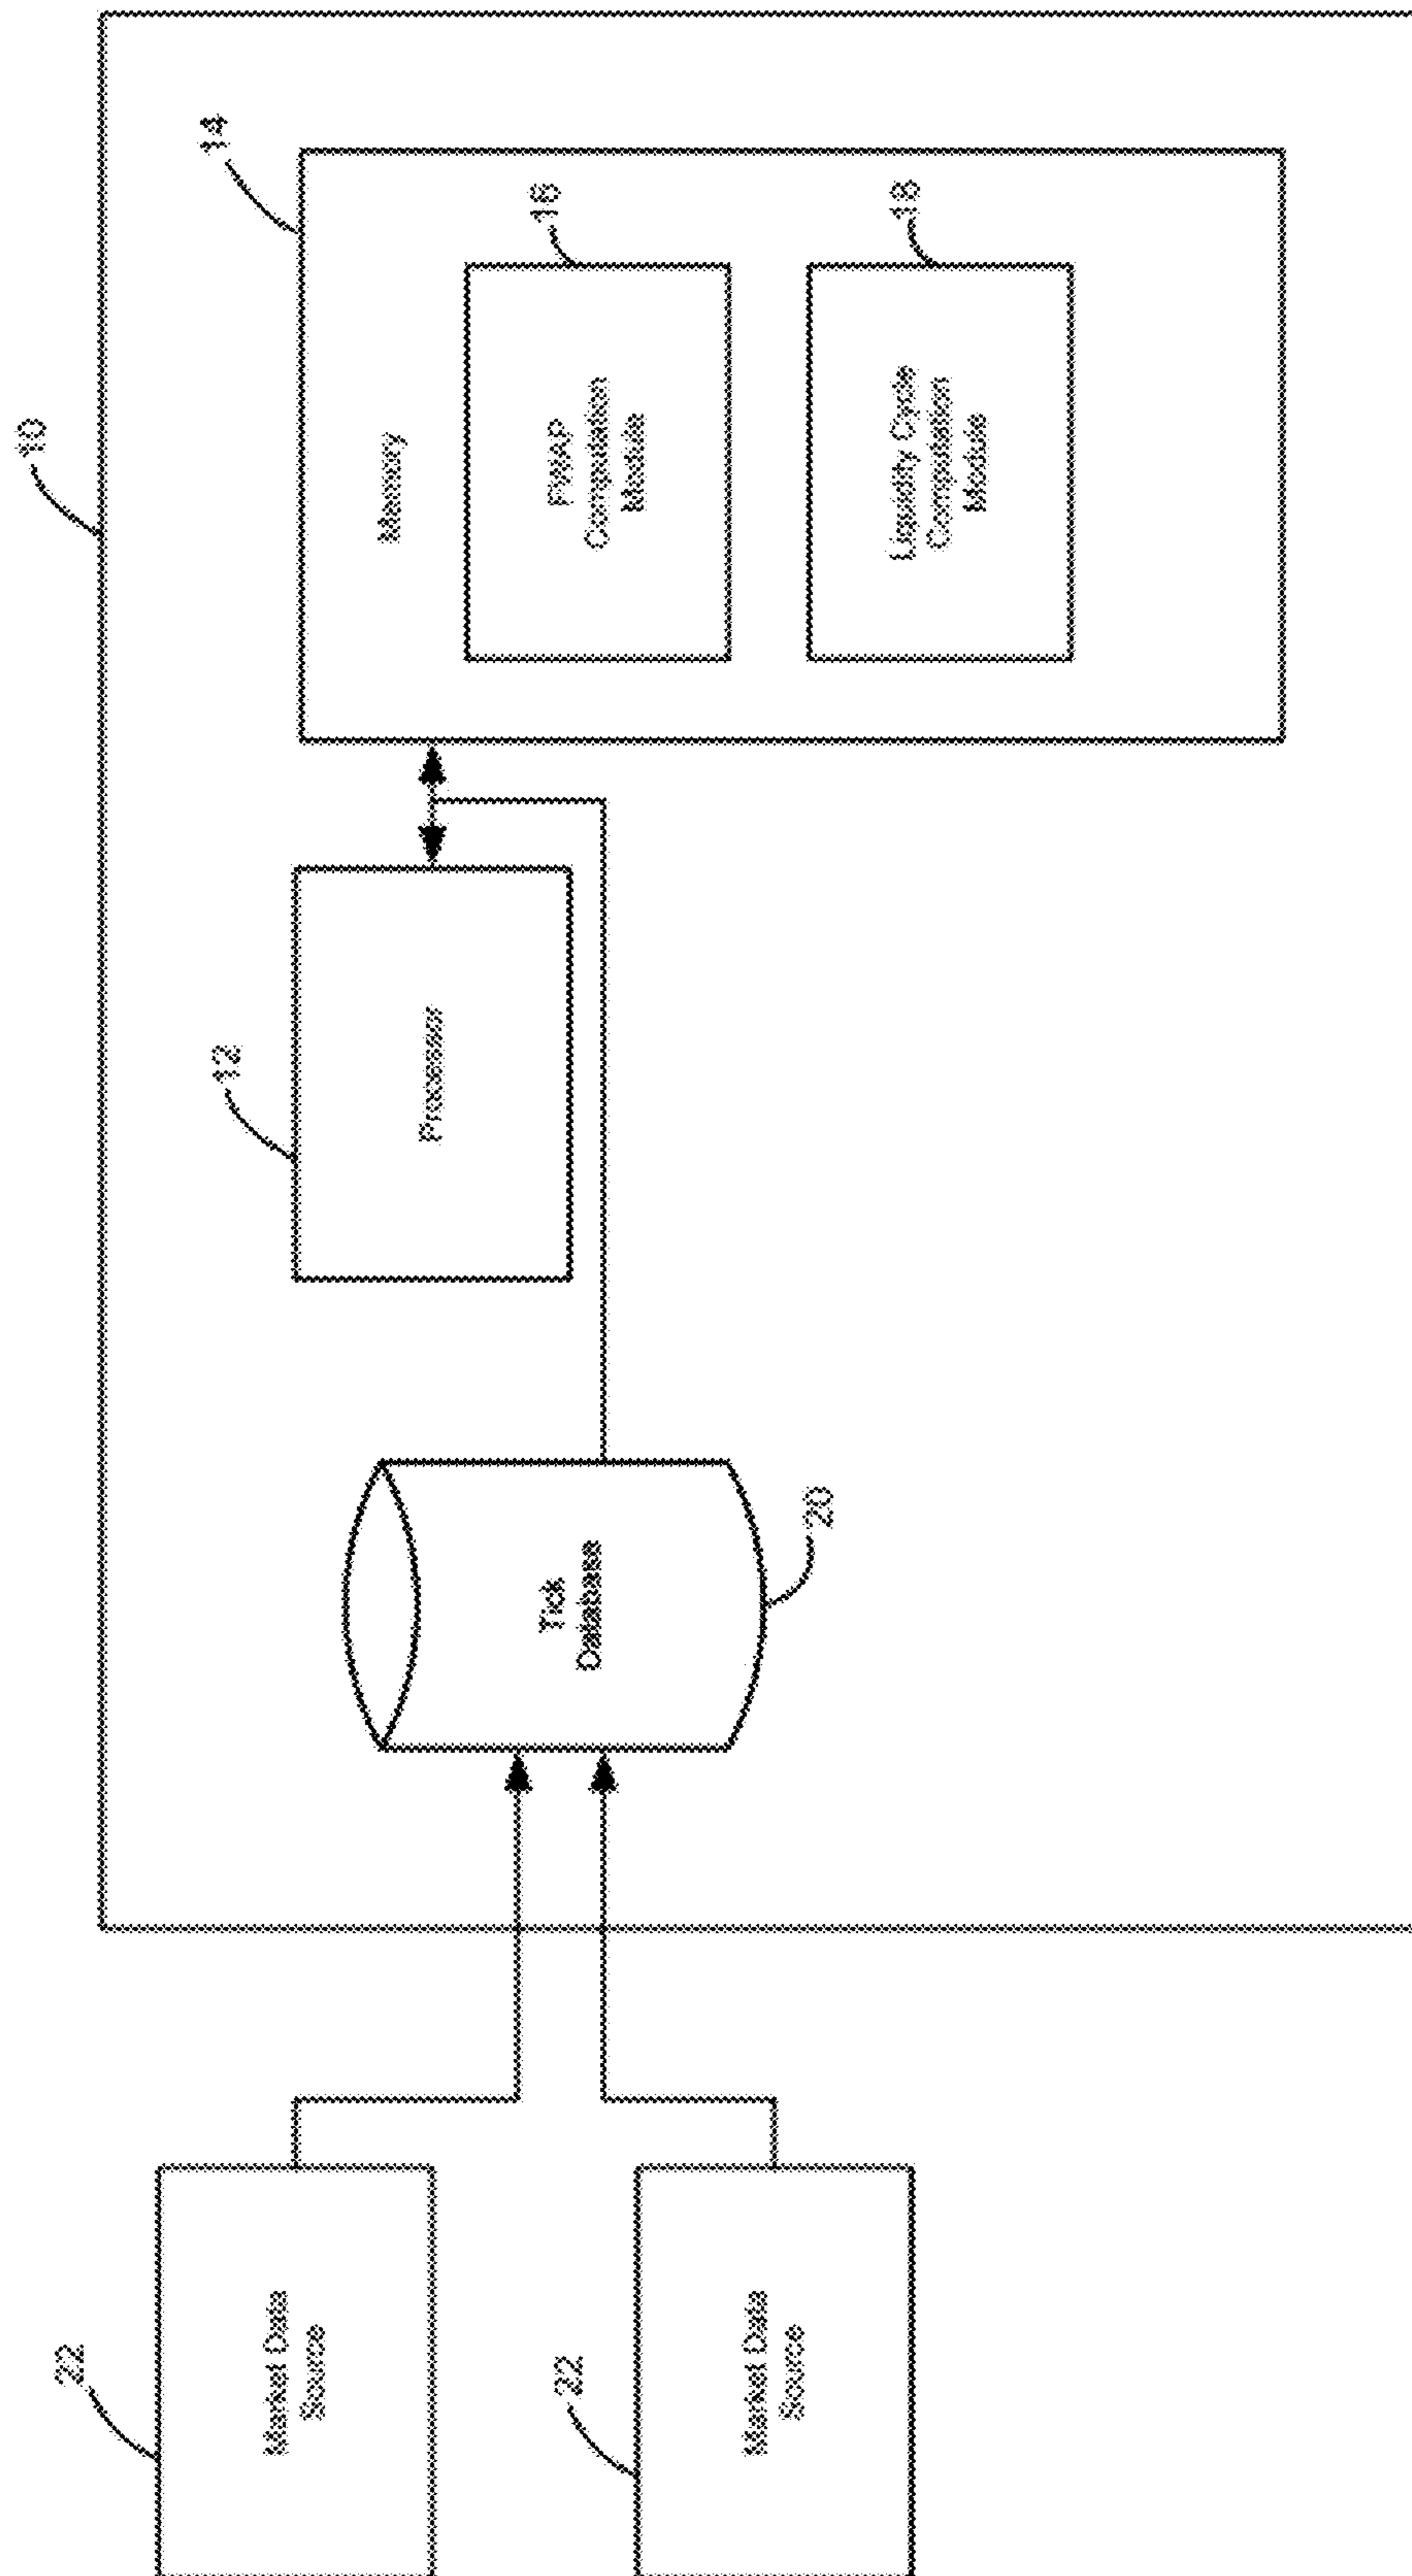 10
22
Market Data
Source
22
Market Data
Source
Tick
Database
20
12
Processor
14
Memory
16
PWAP
Computation
Module
18
Liquidity Cycle
Computation
Module